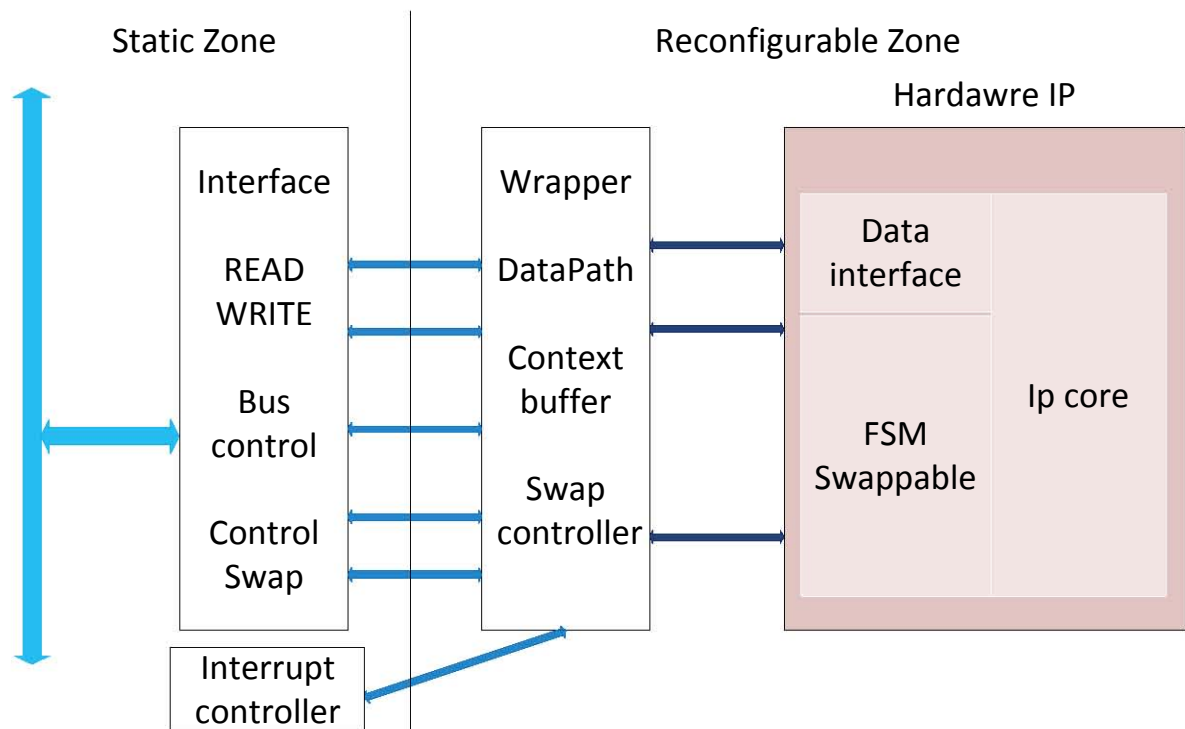 Static Zone
Reconfigurable Zone
Hardawre IP
Interface
READ
WRITE
Bus
control
Control
Swap
Interrupt
controller
Wrapper
DataPath
Context
buffer
Swap
controller
Data
interface
FSM
Swappable
Ip core